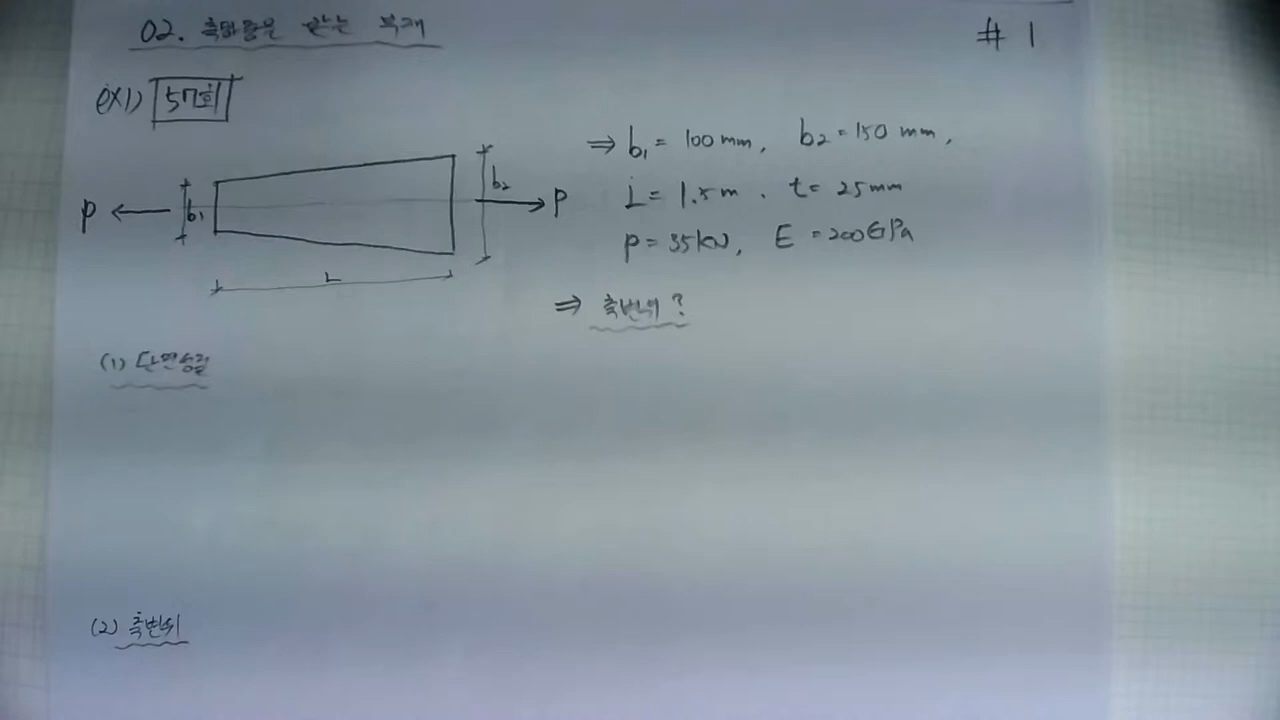 02. 축하중을 받는 부재
# 1
ex1) 57회
⇒ b₁ = 100 mm, b₂ = 150 mm,
L = 1.5 m, t = 25 mm
P = 35 kN, E = 200 GPa
P b₁ b₂ P
L
⇒ 축변위 ?
(1) 단면성질
(2) 축변위